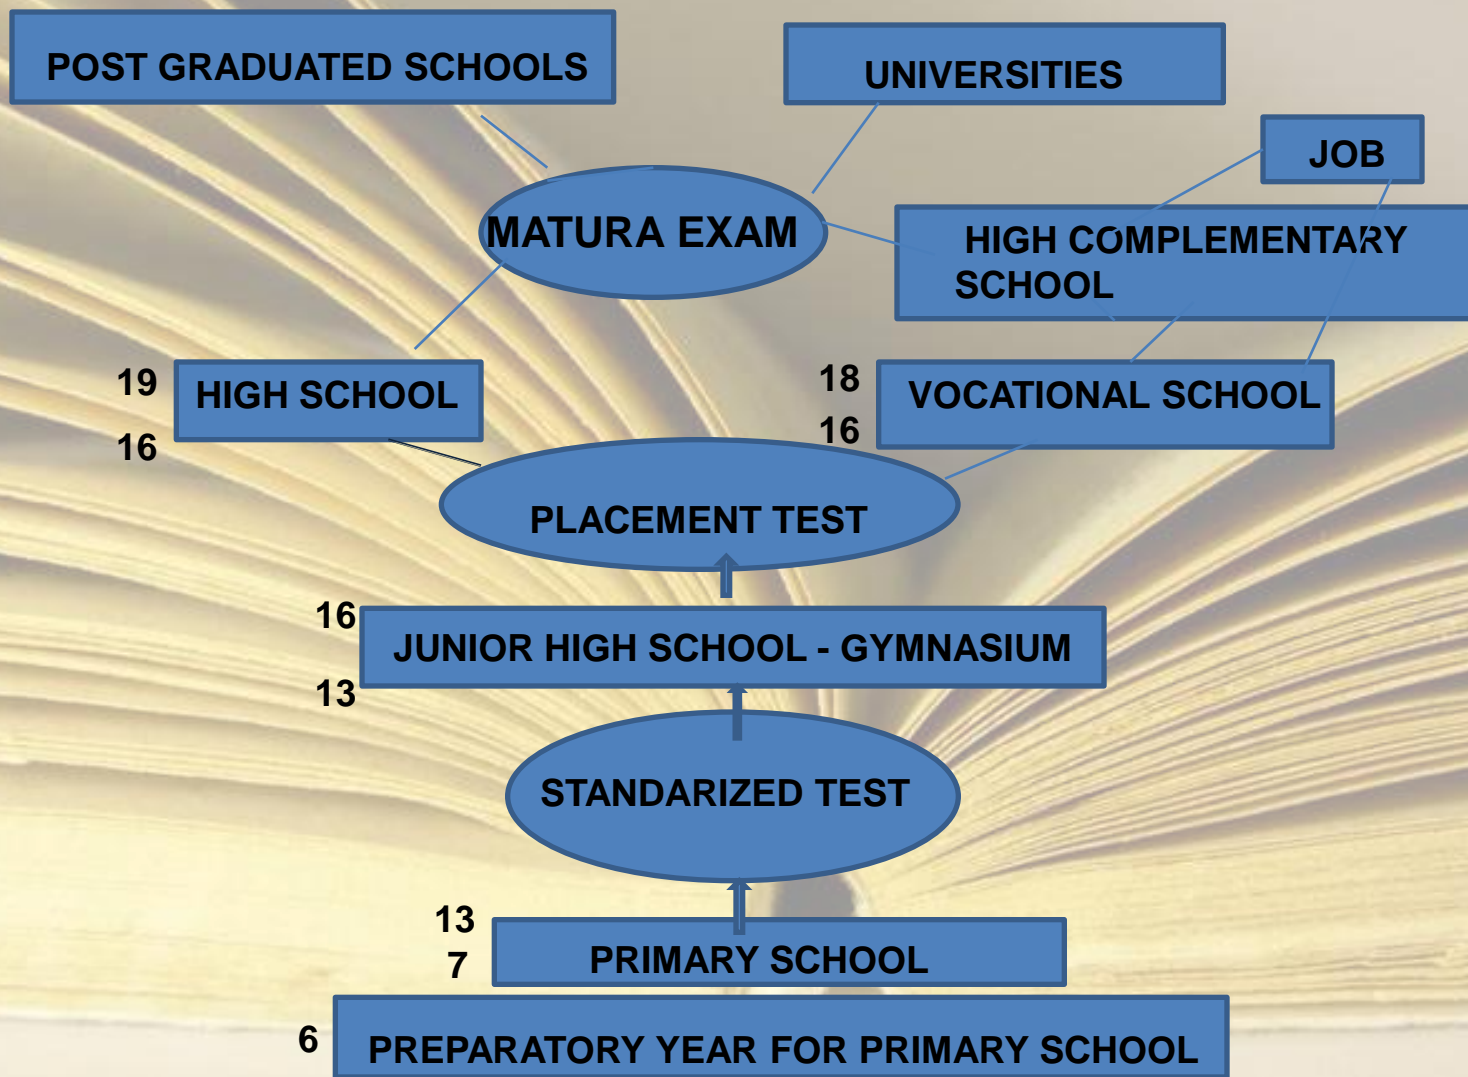 POST GRADUATED SCHOOLS
UNIVERSITIES
JOB
MATURA EXAM
HIGH COMPLEMENTARY
SCHOOL
19
HIGH SCHOOL
16
18
VOCATIONAL SCHOOL
16
PLACEMENT TEST
16
JUNIOR HIGH SCHOOL - GYMNASIUM
13
STANDARIZED TEST
13
7
PRIMARY SCHOOL
6
PREPARATORY YEAR FOR PRIMARY SCHOOL